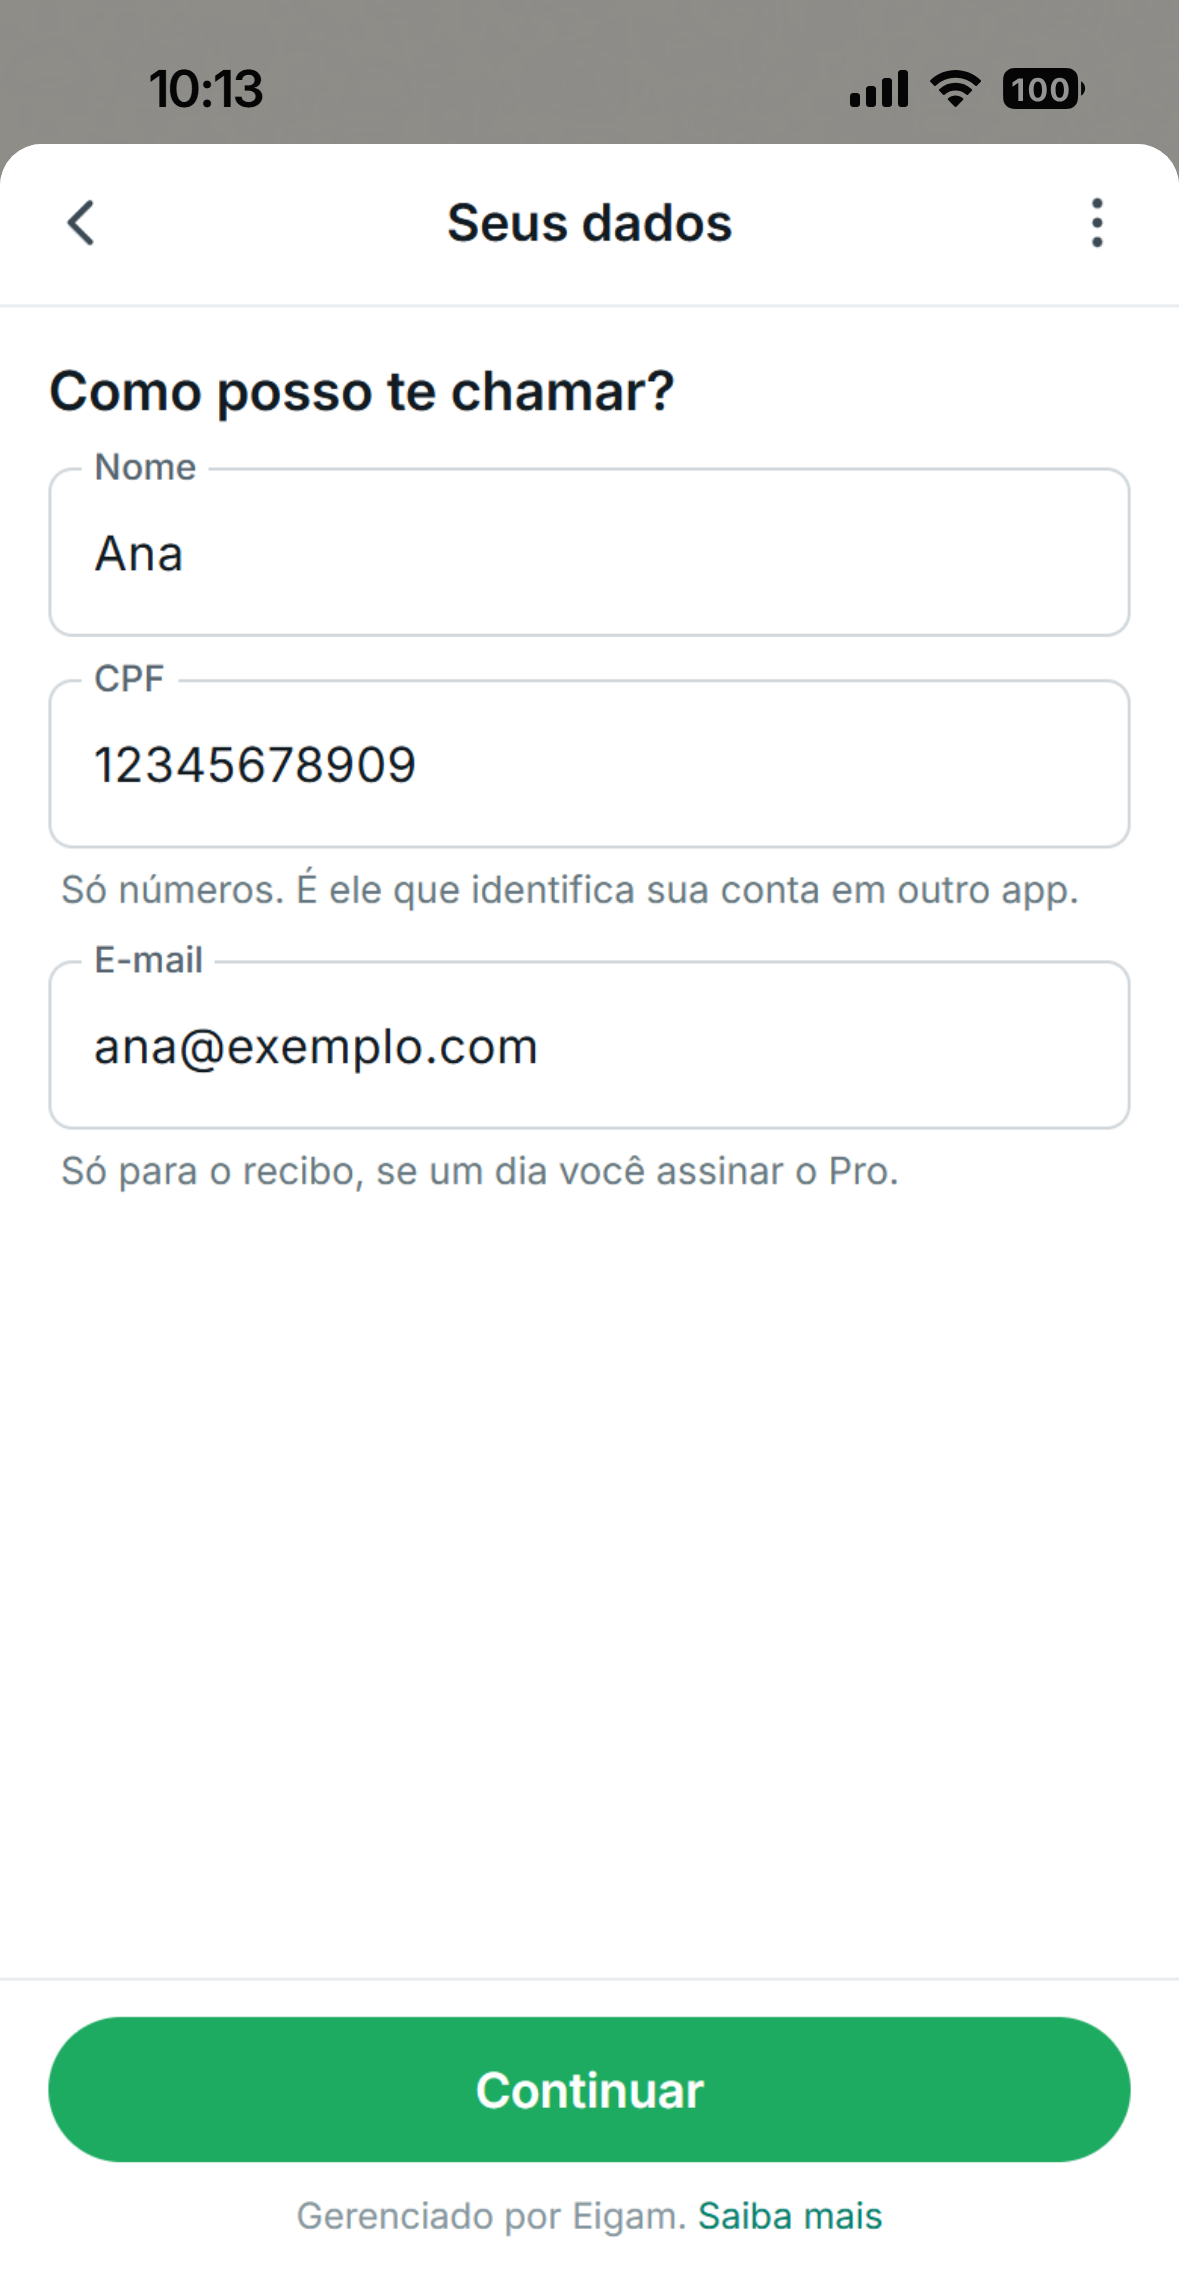 10:13
100
Seus dados
Como posso te chamar?
Nome
Ana
CPF
12345678909
Só números. É ele que identifica sua conta em outro app.
E-mail
ana@exemplo.com
Só para o recibo, se um dia você assinar o Pro.
Continuar
Gerenciado por Eigam. Saiba mais